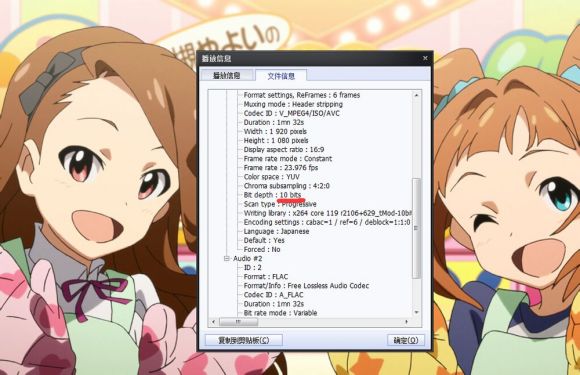 やよいの
播放信息
播放信息 文件信息
Format settings, ReFrames : 6 frames
Muxing mode : Header stripping
Codec ID : V_MPEG4/ISO/AVC
Duration : 1mn 32s
Width : 1 920 pixels
Height : 1 080 pixels
Display aspect ratio : 16:9
Frame rate mode : Constant
Frame rate : 23.976 fps
Color space : YUV
Chroma subsampling : 4:2:0
Bit depth : 10 bits
Scan type : Progressive
Writing library : x264 core 119 r2106+629_tMod-10bit
Encoding settings : cabac=1 / ref=6 / deblock=1:1:0
Language : Japanese
Default : Yes
Forced : No
Audio #2
ID : 2
Format : FLAC
Format/Info : Free Lossless Audio Codec
Codec ID : A_FLAC
Duration : 1mn 32s
Bit rate mode : Variable
复制到剪贴板(C) 确定(O)